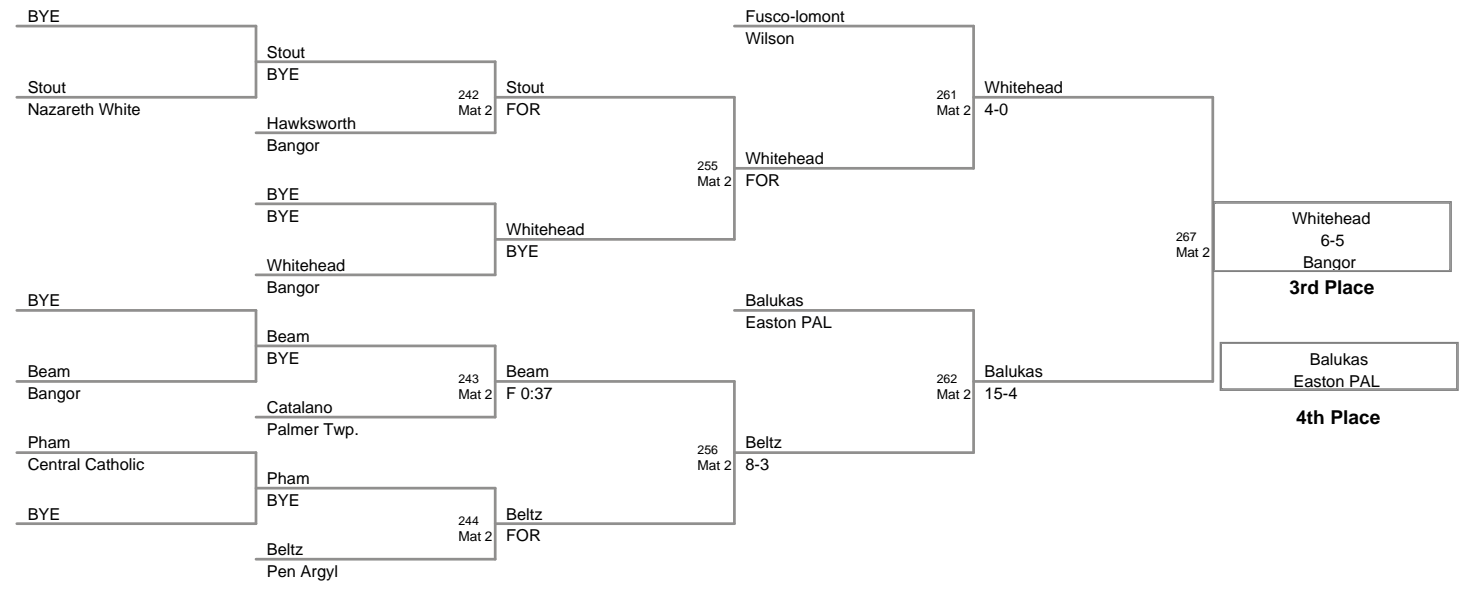 BYE
Stout
Nazareth White
BYE
Beam
Bangor
Pham
Central Catholic
BYE
Stout
BYE
Hawksworth
Bangor
BYE
BYE
Whitehead
Bangor
Beam
BYE
Catalano
Palmer Twp.
Pham
BYE
Beltz
Pen Argyl
242
Mat 2
Stout
FOR
Whitehead
BYE
243
Mat 2
Beam
F 0:37
244
Mat 2
Beltz
FOR
Fusco-lomont
Wilson
255
Mat 2
Whitehead
FOR
Balukas
Easton PAL
256
Mat 2
Beltz
8-3
261
Mat 2
Whitehead
4-0
262
Mat 2
Balukas
15-4
267
Mat 2
Whitehead
6-5
Bangor
3rd Place
Balukas
Easton PAL
4th Place